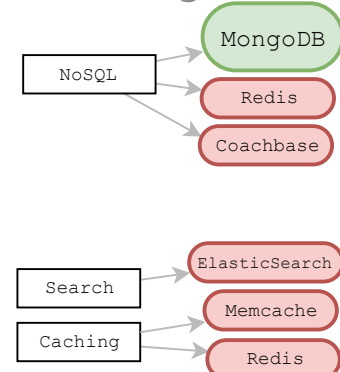 MongoDB
NoSQL
Redis
Coachbase
ElasticSearch
Search
Memcache
Caching
Redis